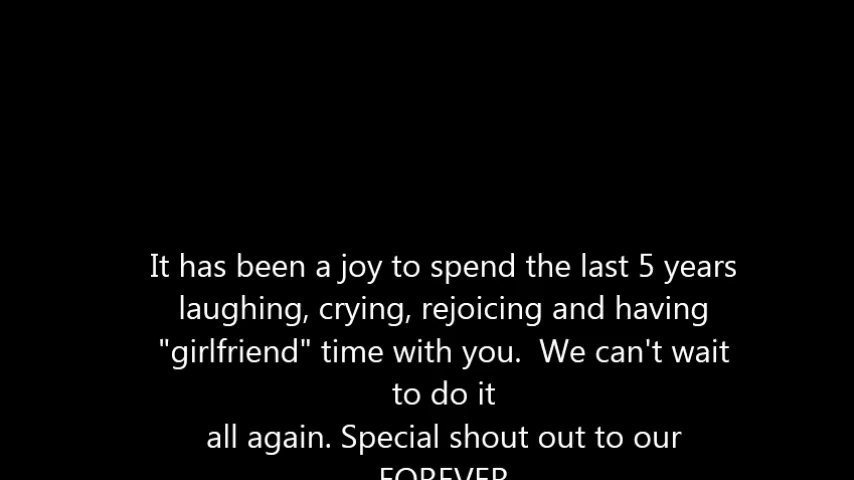 It has been a joy to spend the last 5 years
laughing, crying, rejoicing and having
"girlfriend" time with you.  We can't wait
to do it
all again. Special shout out to our
FOREVER